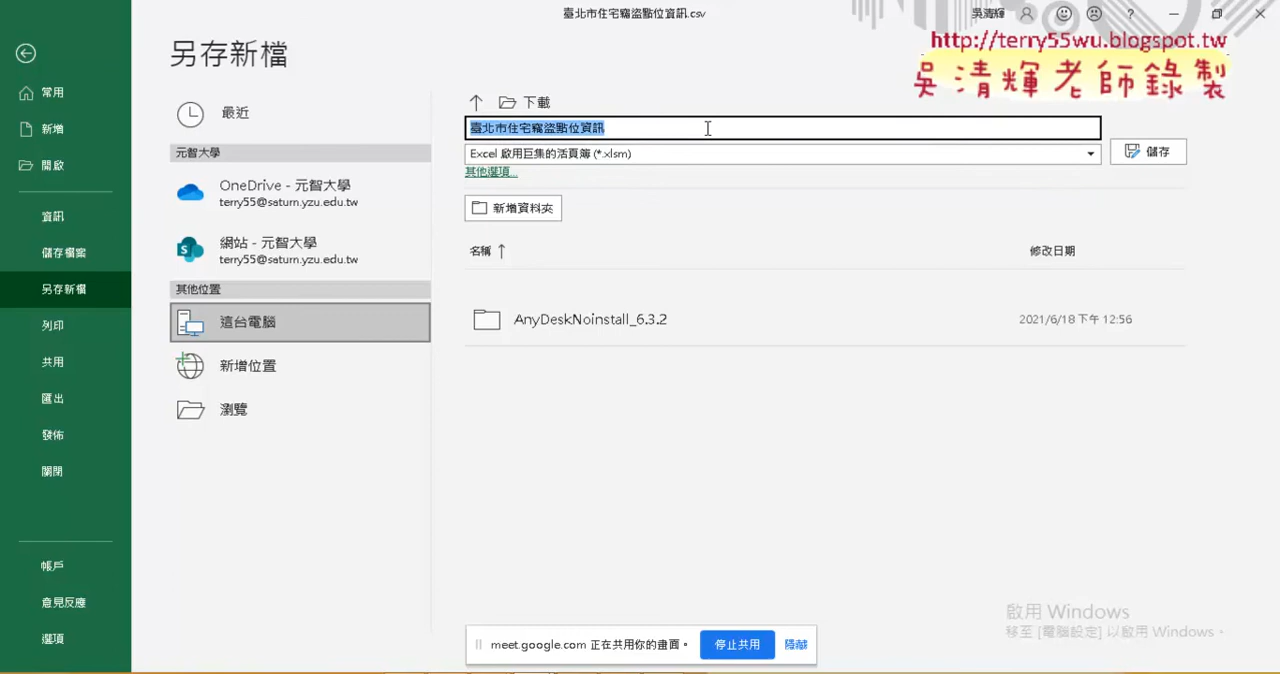 臺北市住宅竊盜點位資訊.csv
吳清輝
?
http://terry55wu.blogspot.tw
吳清輝老師錄製
另存新檔
常用
新增
開啟
資訊
儲存檔案
另存新檔
列印
共用
匯出
發佈
關閉
帳戶
意見反應
選項
最近
元智大學
OneDrive - 元智大學
terry55@saturn.yzu.edu.tw
網站 - 元智大學
terry55@saturn.yzu.edu.tw
其他位置
這台電腦
新增位置
瀏覽
下載
臺北市住宅竊盜點位資訊
Excel 啟用巨集的活頁簿 (*.xlsm)
儲存
其他選項...
新增資料夾
名稱 ↑
修改日期
AnyDeskNoinstall_6.3.2
2021/6/18 下午 12:56
啟用 Windows
移至 [電腦設定] 以啟用 Windows。
meet.google.com 正在共用你的畫面。
停止共用
隱藏